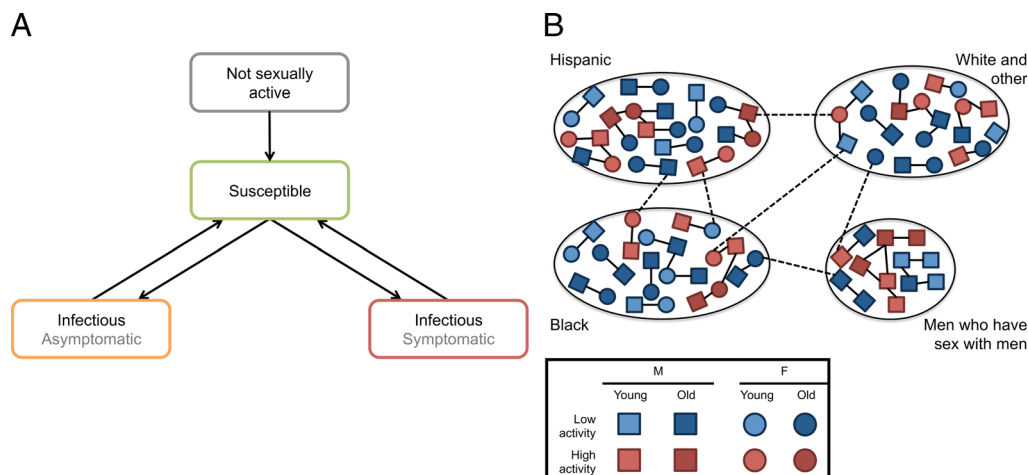 A
Not sexually
active
Susceptible
Infectious
Asymptomatic
Infectious
Symptomatic
B
Hispanic
White and
other
Black
Men who have
sex with men
M
F
Young
Old
Young
Old
Low
activity
High
activity